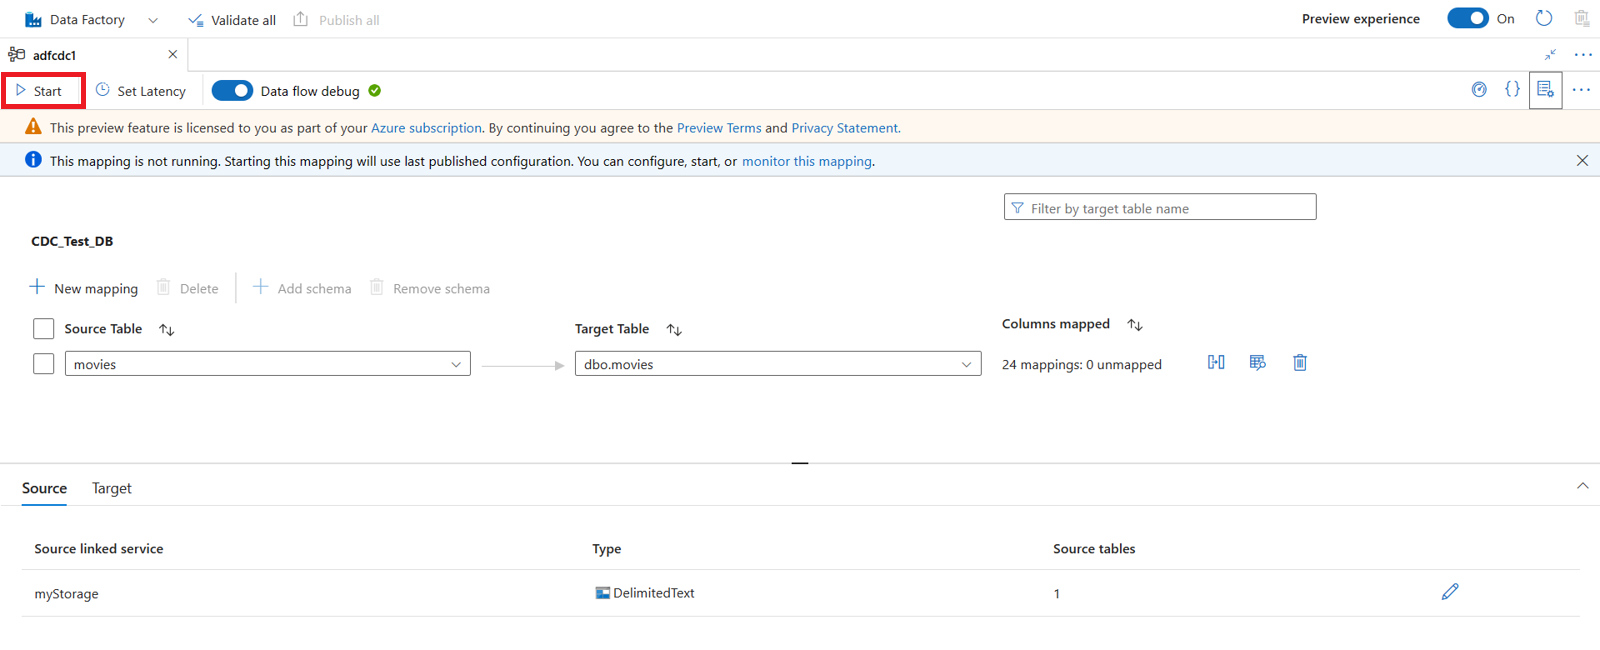 Data Factory Validate all Publish all Preview experience On
adfcdc1
Start Set Latency Data flow debug {}
This preview feature is licensed to you as part of your Azure subscription. By continuing you agree to the Preview Terms and Privacy Statement.
This mapping is not running. Starting this mapping will use last published configuration. You can configure, start, or monitor this mapping.
Filter by target table name
CDC_Test_DB
New mapping Delete Add schema Remove schema
Source Table Target Table Columns mapped
movies dbo.movies 24 mappings: 0 unmapped
Source Target
Source linked service Type Source tables
myStorage DelimitedText 1